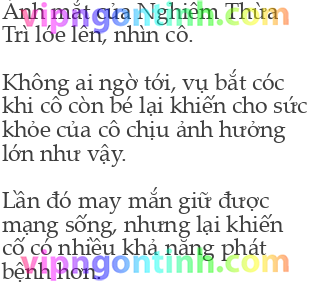 Ánh mắt của Nghiêm Thừa
Trì lóe lên, nhìn cô.
Không ai ngờ tới, vụ bắt cóc
khi cô còn bé lại khiến cho sức
khỏe của cô chịu ảnh hưởng
lớn như vậy.
Lần đó may mắn giữ được
mạng sống, nhưng lại khiến
cố có nhiều khả năng phát
bệnh hơn.
vipngontinh.com
vipngontinh.com